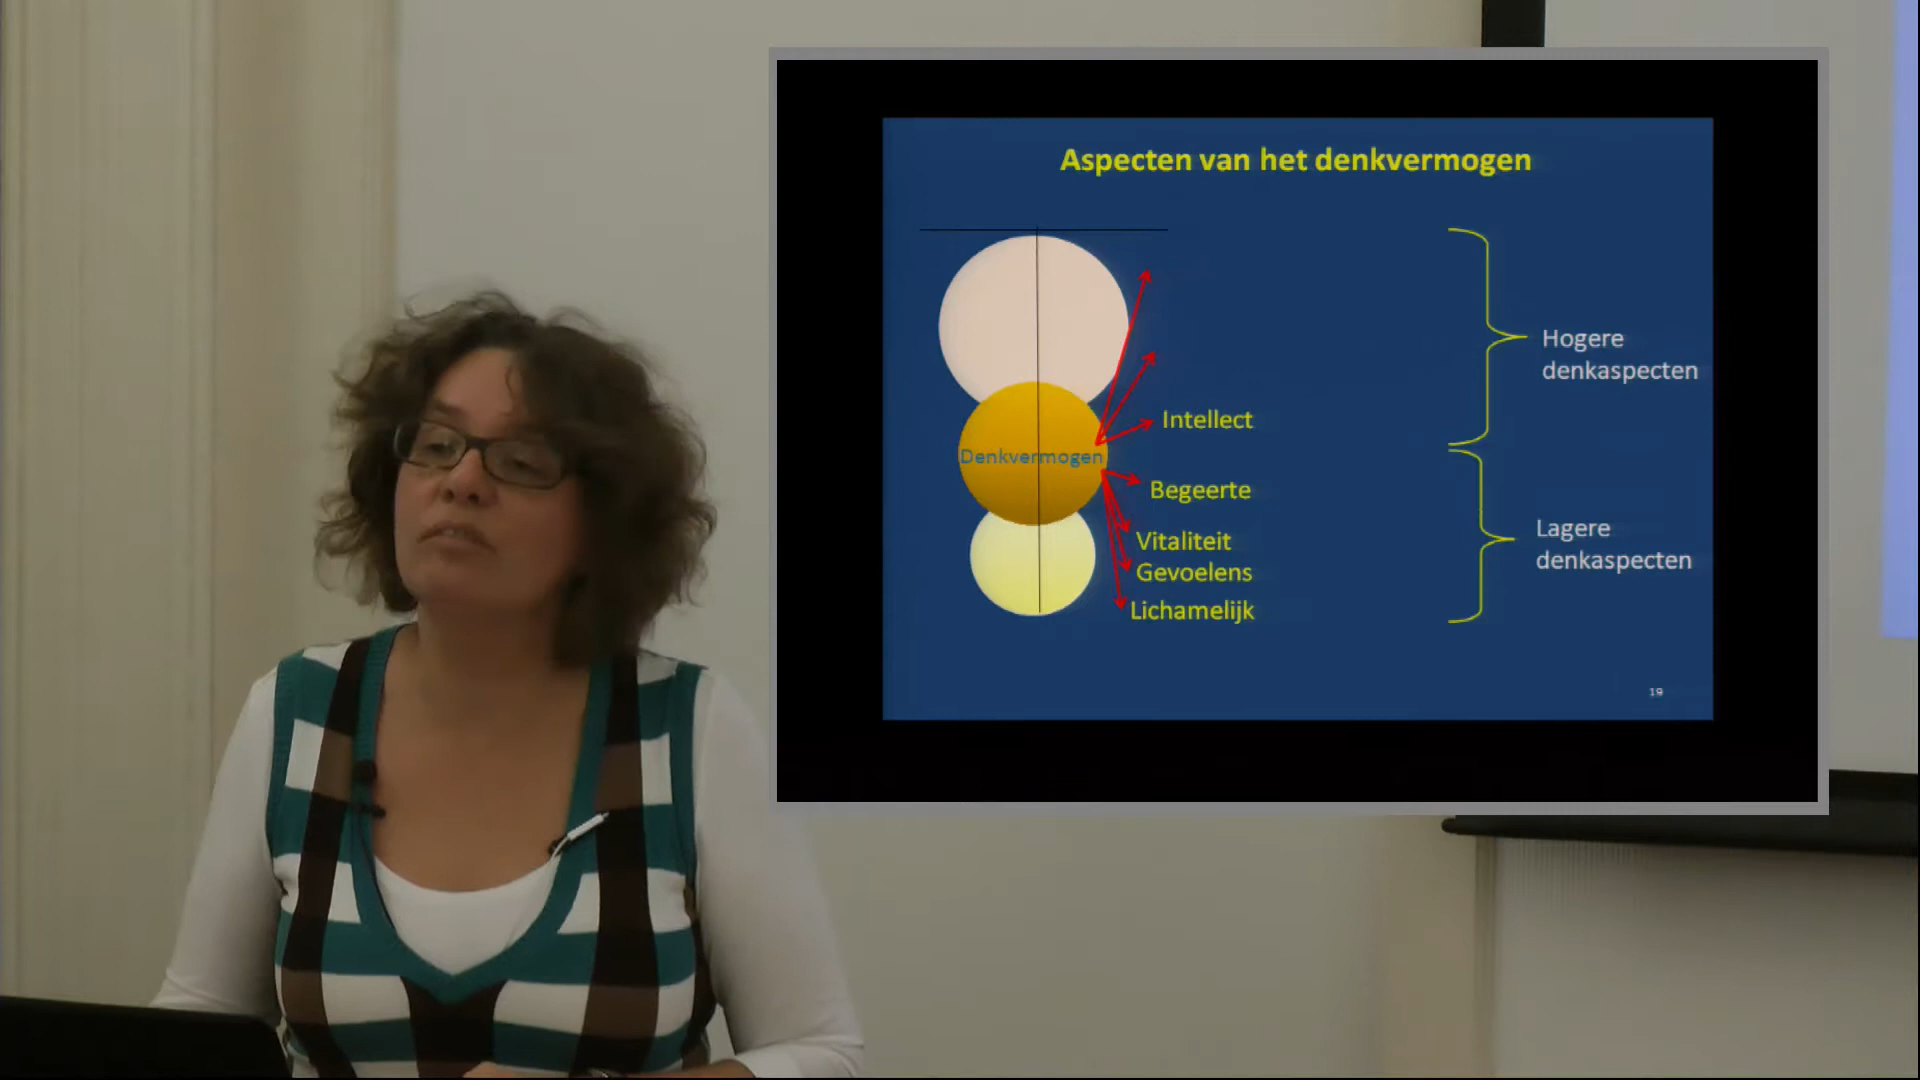 Aspecten van het denkvermogen
Hogere
denkaspecten
Intellect
Denkvermogen
Begeerte
Vitaliteit
Gevoelens
Lichamelijk
Lagere
denkaspecten
19